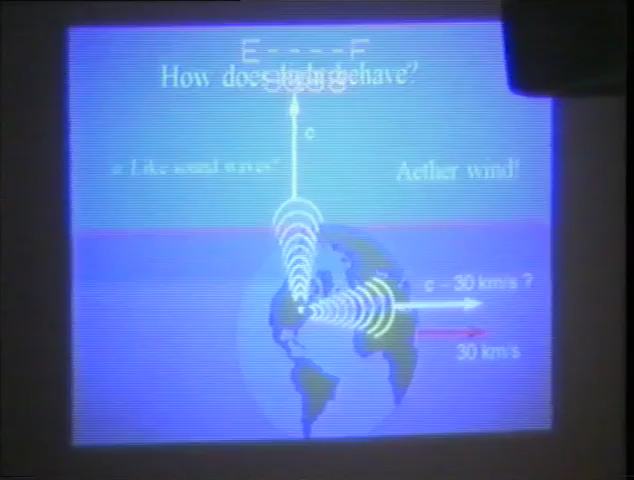 E----F
How does light behave?
c
Like sound waves?
Aether wind!
c - 30 km/s ?
30 km/s